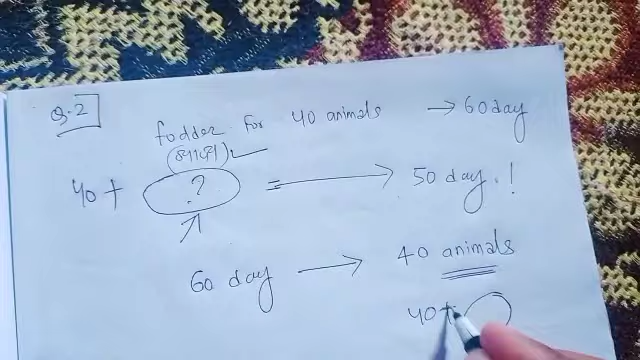 Q.2
fodder for 40 animals → 60 day
40 + ? = → 50 day. !
60 day → 40 animals
40+